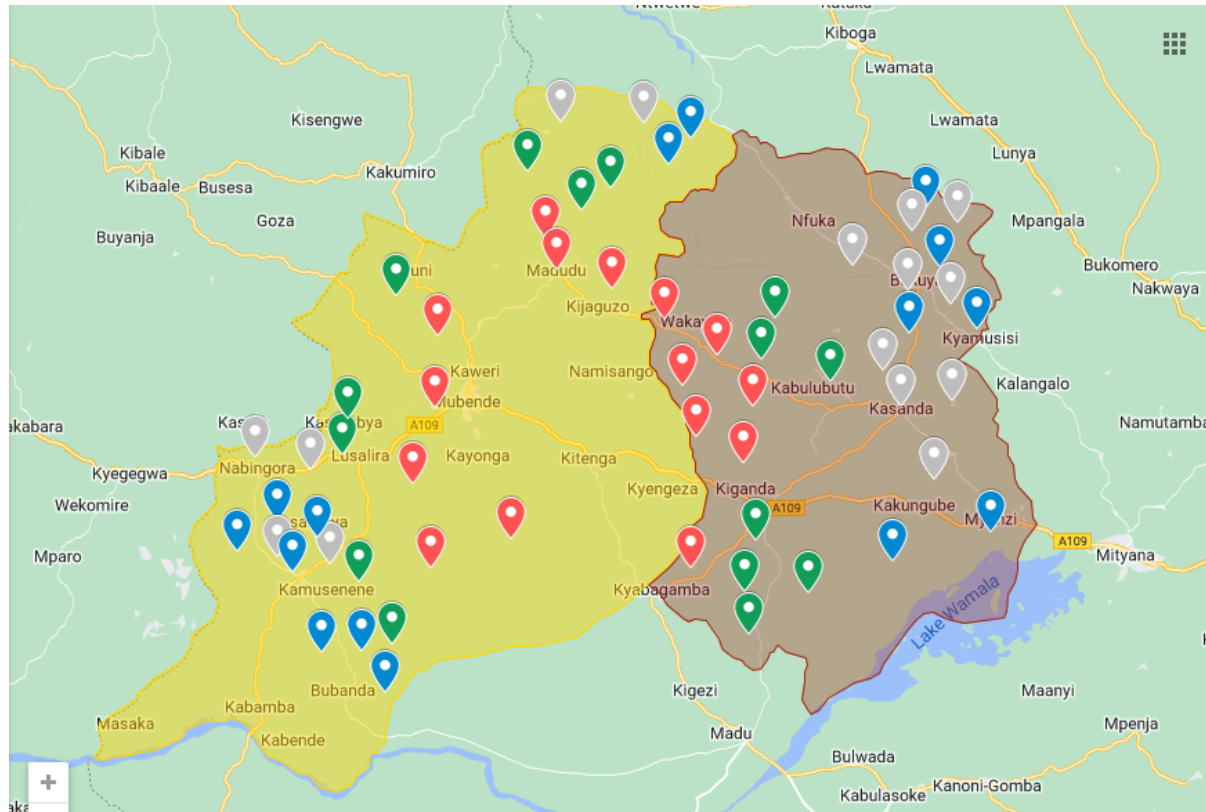 Kiboga
Lwamata
Kisengwe
Lwamata
Kibale
Lunya
Kakumiro
Kibaale
Busesa
Goza
Nfuka
Mpangala
Buyanja
Madudu
Bukomero
Nakwaya
Kijaguzo
Kyamusisi
Kaweri
Namisango
Kabulubutu
Kalangalo
Mubende
Kasanda
A109
Namutamba
Lusalira
Kayonga
Kitenga
Nabingora
Kyegegwa
Kyengeza
Kiganda
Wekomire
A109
Kakungube
A109
Mparo
Mityana
Kamusenene
Kyabagamba
Lake Wamala
Bubanda
Kigezi
Maanyi
Kabamba
Masaka
Mpenja
Kabende
Madu
Bulwada
Kanoni-Gomba
Kabulasoke
+